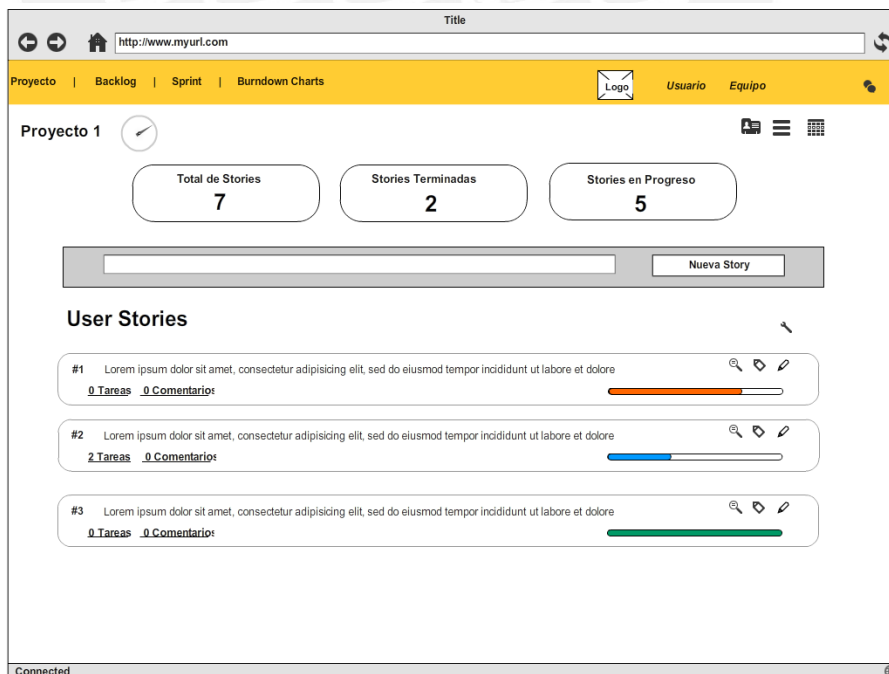 Title
http://www.myurl.com
Proyecto | Backlog | Sprint | Burndown Charts Logo Usuario Equipo
Proyecto 1
Total de Stories Stories Terminadas Stories en Progreso
7 2 5
Nueva Story
User Stories
#1 Lorem ipsum dolor sit amet, consectetur adipisicing elit, sed do eiusmod tempor incididunt ut labore et dolore
0 Tareas 0 Comentarios
#2 Lorem ipsum dolor sit amet, consectetur adipisicing elit, sed do eiusmod tempor incididunt ut labore et dolore
2 Tareas 0 Comentarios
#3 Lorem ipsum dolor sit amet, consectetur adipisicing elit, sed do eiusmod tempor incididunt ut labore et dolore
0 Tareas 0 Comentarios
Connected